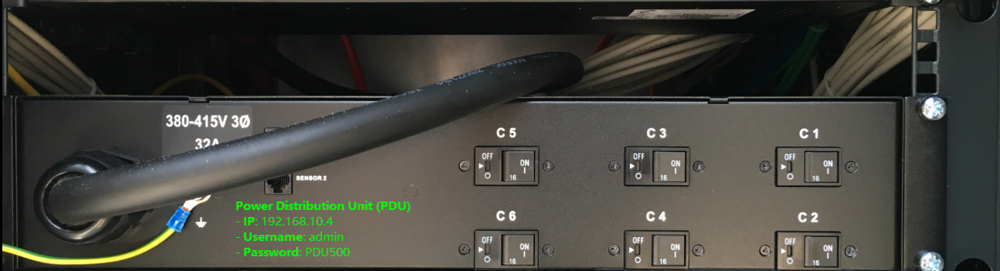 380-415V 3Ø
32A
SENSOR 2
C 5
C 3
C 1
OFF
ON
I
O
16
OFF
ON
I
O
16
OFF
ON
I
O
16
C 6
C 4
C 2
OFF
ON
I
O
16
OFF
ON
I
O
16
OFF
ON
I
O
16
Power Distribution Unit (PDU)
- IP: 192.168.10.4
- Username: admin
- Password: PDU500